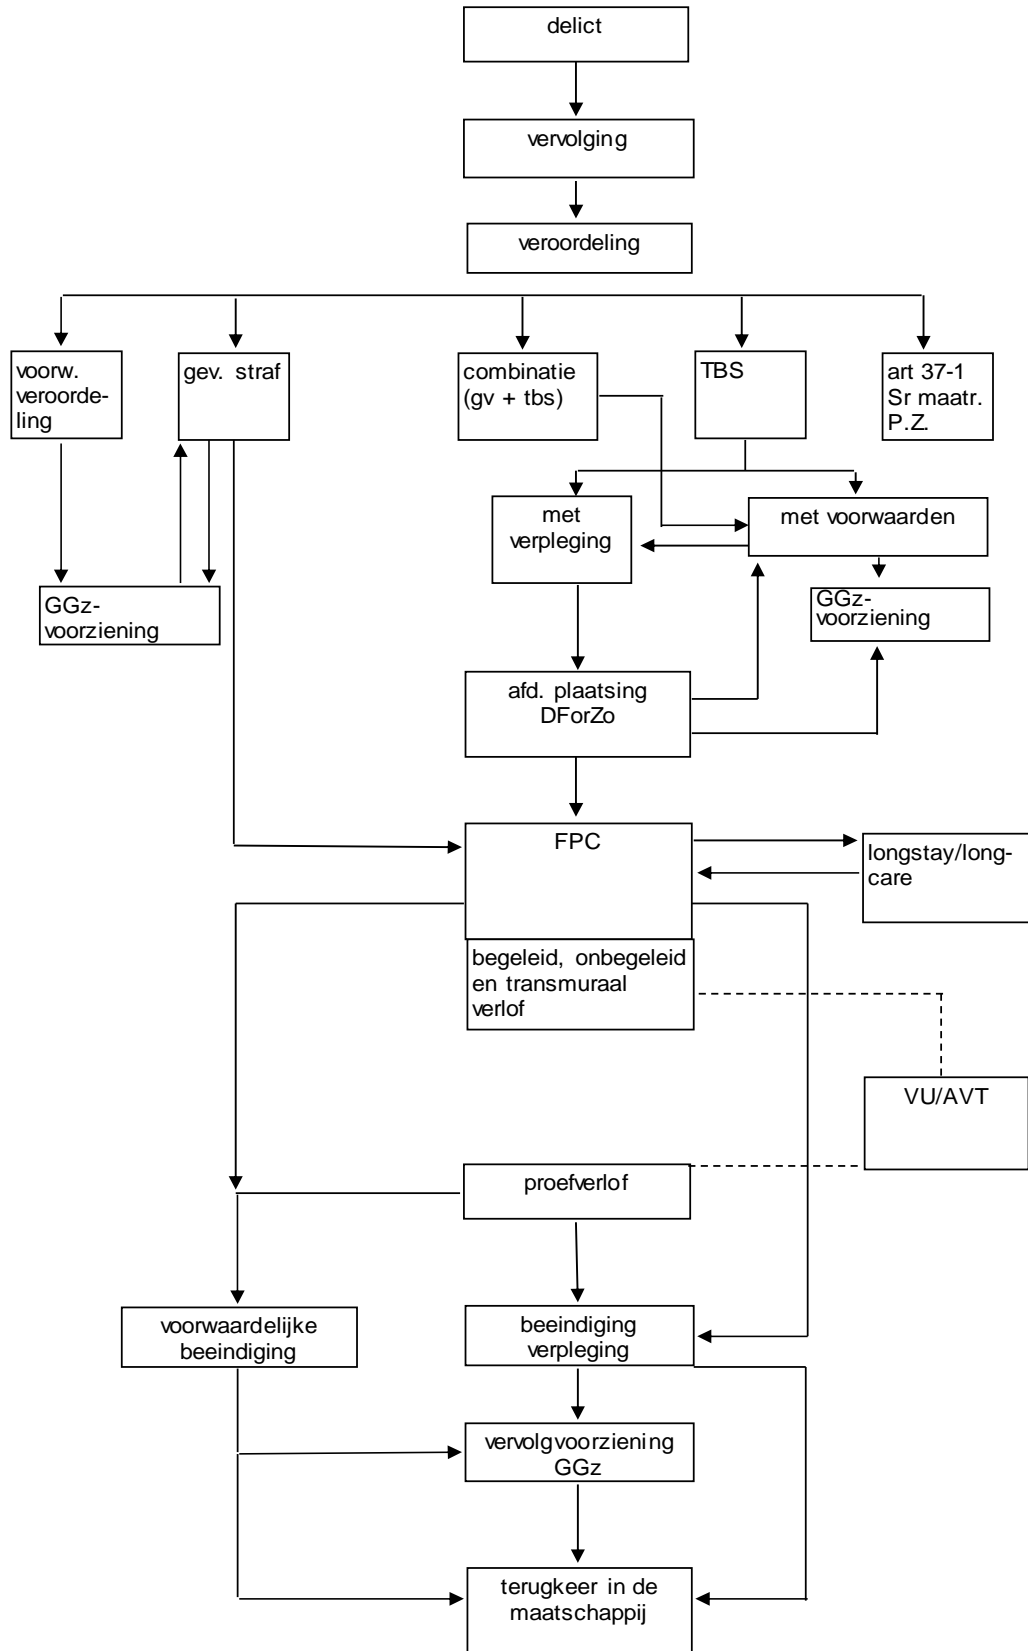 delict
vervolging
veroordeling
voorw.
veroorde-
ling
gev. straf
combinatie
(gv + tbs)
TBS
art 37-1
Sr maatr.
P.Z.
met
verpleging
met voorwaarden
GGz-
voorziening
GGz-
voorziening
afd. plaatsing
DForZo
FPC
longstay/long-
care
begeleid, onbegeleid
en transmuraal
verlof
VU/AVT
proefverlof
voorwaardelijke
beeindiging
beeindiging
verpleging
vervolgvoorziening
GGz
terugkeer in de
maatschappij